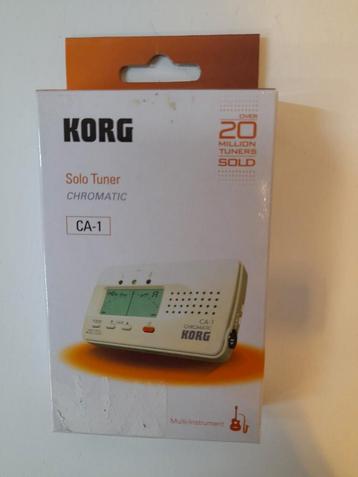 KORG
OVER
20
MILLION
TUNERS
SOLD
Solo Tuner
CHROMATIC
CA-1
CA-1
CHROMATIC
KORG
Multi-Instrument